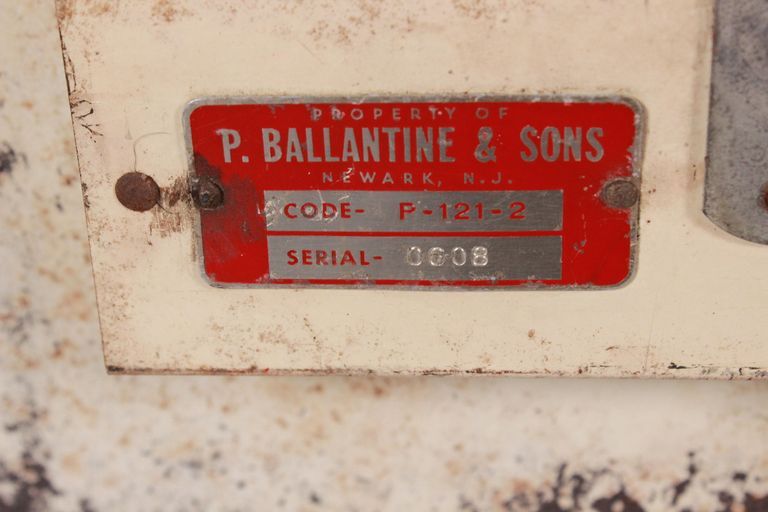 PROPERTY OF
P. BALLANTINE & SONS
NEWARK, N.J.
CODE- P-121-2
SERIAL- 0608